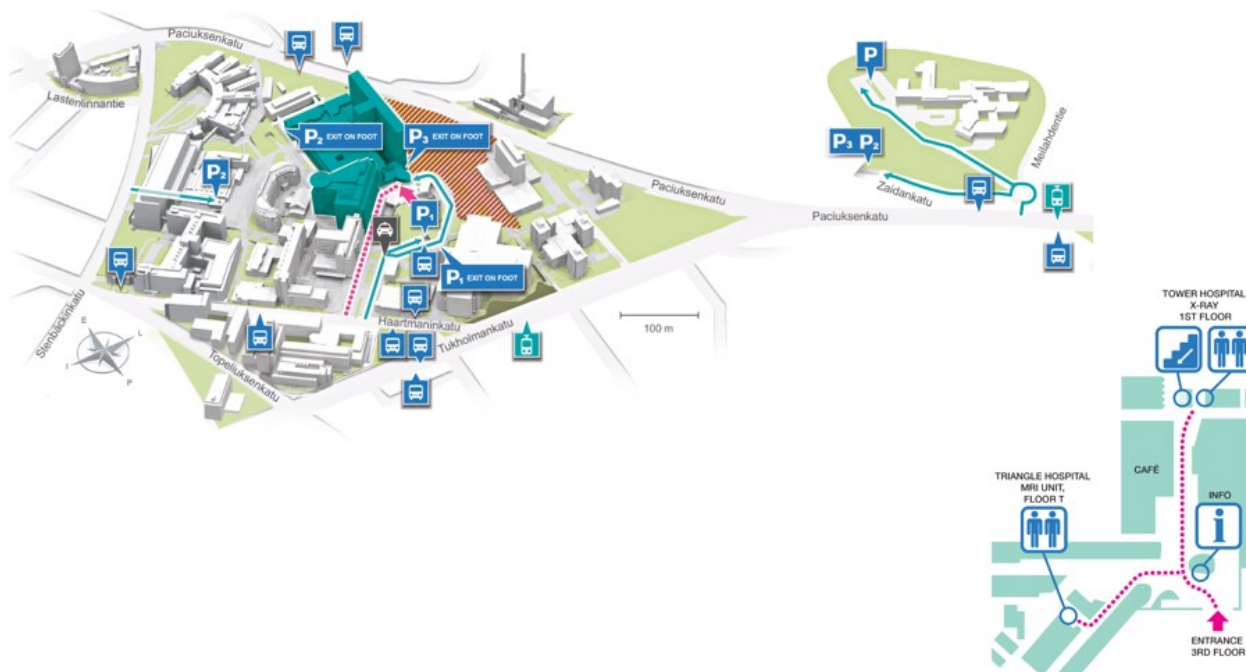 Paciuksenkatu
Lastenlinnantie
P2 EXIT ON FOOT
P3 EXIT ON FOOT
P2
P1
P1 EXIT ON FOOT
Paciuksenkatu
Stenbäckinkatu
Haartmaninkatu
Tukholmankatu
Topeliuksenkatu
E
L
I
P
100 m
P
P3 P2
Meilahdentie
Zaidankatu
Paciuksenkatu
TOWER HOSPITAL
X-RAY
1ST FLOOR
CAFÉ
TRIANGLE HOSPITAL
MRI UNIT,
FLOOR T
INFO
i
ENTRANCE
3RD FLOOR